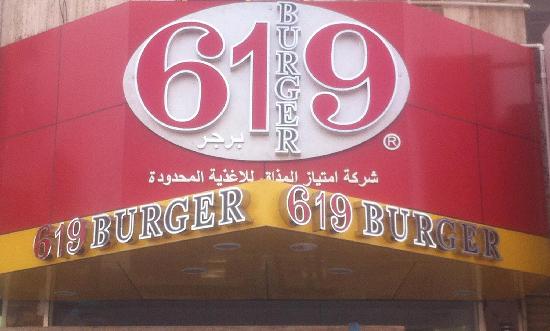 619
BURGER
برجر
®
شركة امتياز المذاق للاغذية المحدودة
619 BURGER
619 BURGER